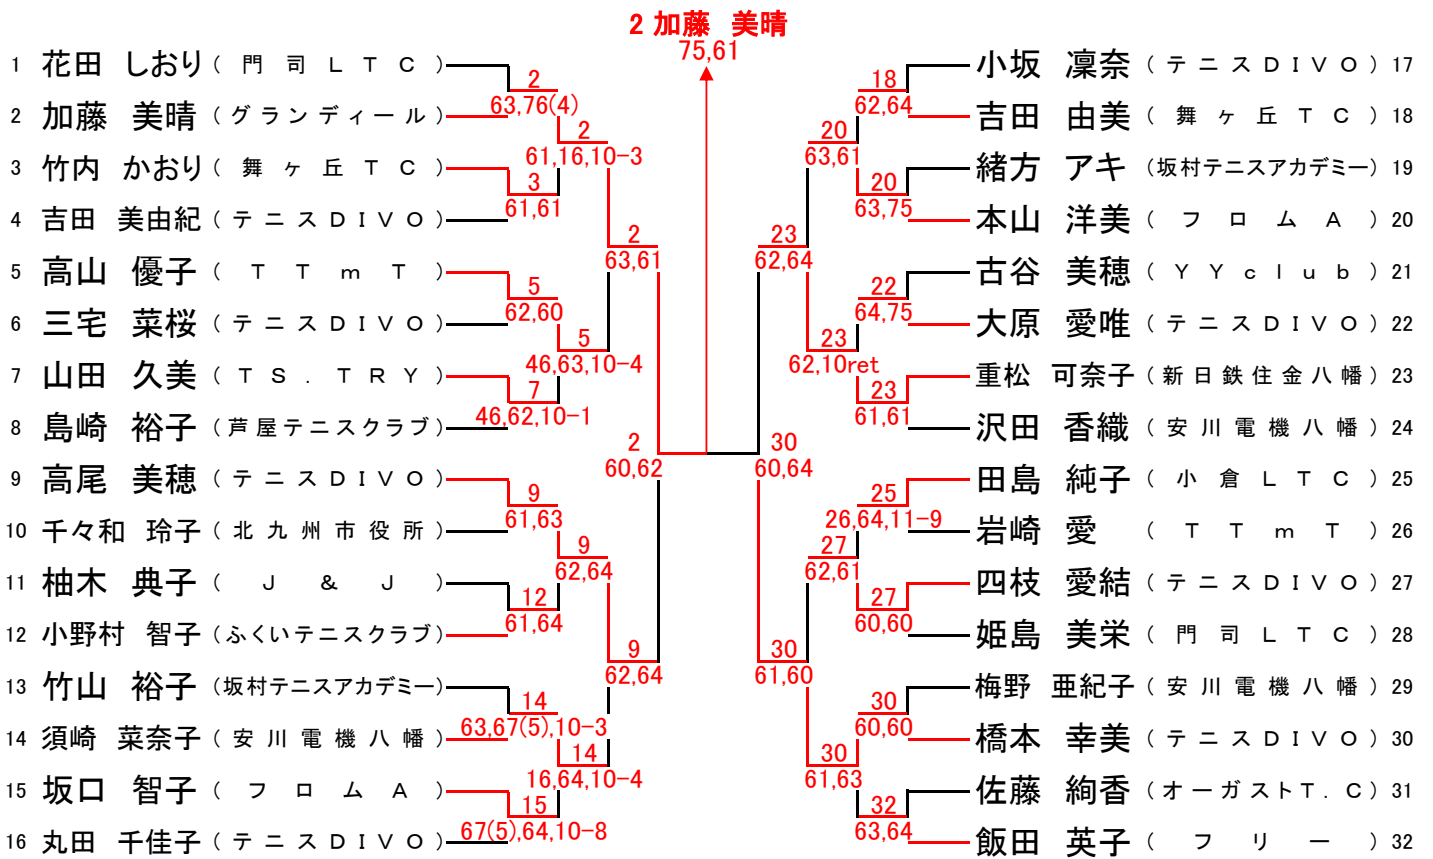 2 加藤 美晴
75,61
1 花田 しおり ( 門 司 L T C )
2 加藤 美晴 ( グランディール )
3 竹内 かおり ( 舞 ヶ 丘 T C )
4 吉田 美由紀 ( テニスDIVO )
5 高山 優子 ( T T m T )
6 三宅 菜桜 ( テニスDIVO )
7 山田 久美 ( T S . T R Y )
8 島崎 裕子 ( 芦屋テニスクラブ )
9 高尾 美穂 ( テニスDIVO )
10 千々和 玲子 ( 北九州市役所 )
11 柚木 典子 ( J & J )
12 小野村 智子 ( ふくいテニスクラブ )
13 竹山 裕子 ( 坂村テニスアカデミー )
14 須崎 菜奈子 ( 安川電機八幡 )
15 坂口 智子 ( フロムA )
16 丸田 千佳子 ( テニスDIVO )
2
63,76(4)
3
61,61
5
62,60
7
46,62,10-1
9
61,63
12
61,64
14
63,67(5),10-3
15
67(5),64,10-8
2
61,16,10-3
5
46,63,10-4
9
62,64
14
16,64,10-4
2
63,61
9
62,64
2
60,62
30
60,64
23
62,64
30
61,60
20
63,61
23
62,10ret
27
62,61
30
61,63
18
62,64
20
63,75
22
64,75
23
61,61
25
26,64,11-9
27
60,60
30
60,60
32
63,64
小坂 凜奈 ( テニスDIVO ) 17
吉田 由美 ( 舞 ヶ 丘 T C ) 18
緒方 アキ ( 坂村テニスアカデミー ) 19
本山 洋美 ( フロムA ) 20
古谷 美穂 ( Y Y c l u b ) 21
大原 愛唯 ( テニスDIVO ) 22
重松 可奈子 ( 新日鉄住金八幡 ) 23
沢田 香織 ( 安川電機八幡 ) 24
田島 純子 ( 小 倉 L T C ) 25
岩崎 愛 ( T T m T ) 26
四枝 愛結 ( テニスDIVO ) 27
姫島 美栄 ( 門 司 L T C ) 28
梅野 亜紀子 ( 安川電機八幡 ) 29
橋本 幸美 ( テニスDIVO ) 30
佐藤 絢香 ( オーガストT.C ) 31
飯田 英子 ( フリー ) 32